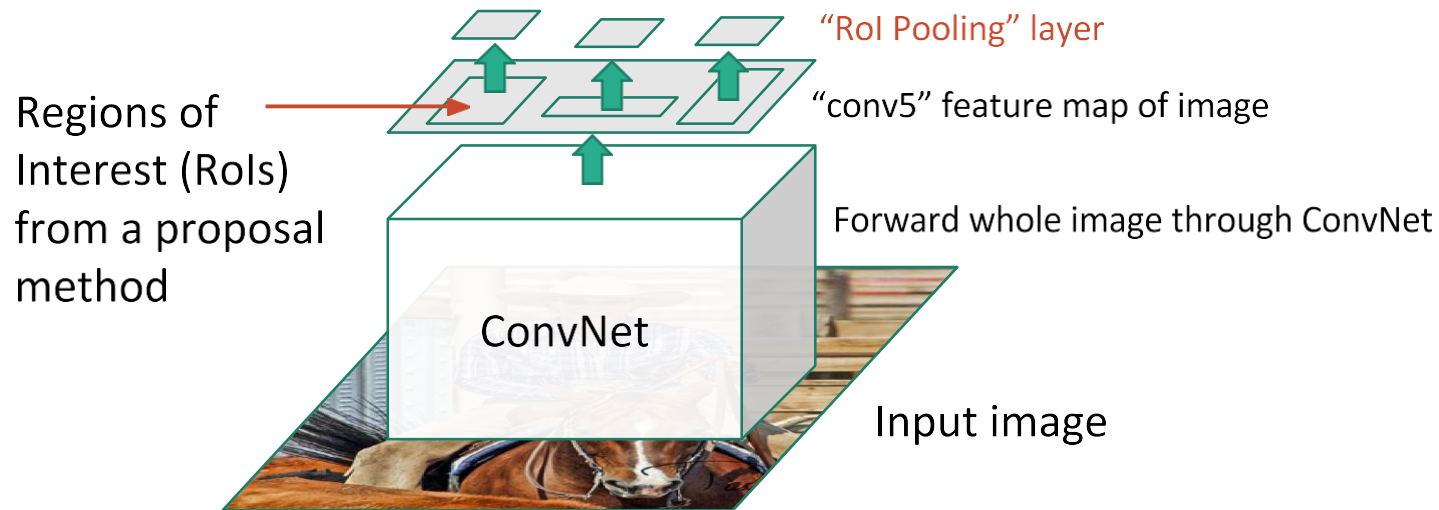 “RoI Pooling” layer
“conv5” feature map of image
Regions of
Interest (RoIs)
from a proposal
method
Forward whole image through ConvNet
ConvNet
Input image